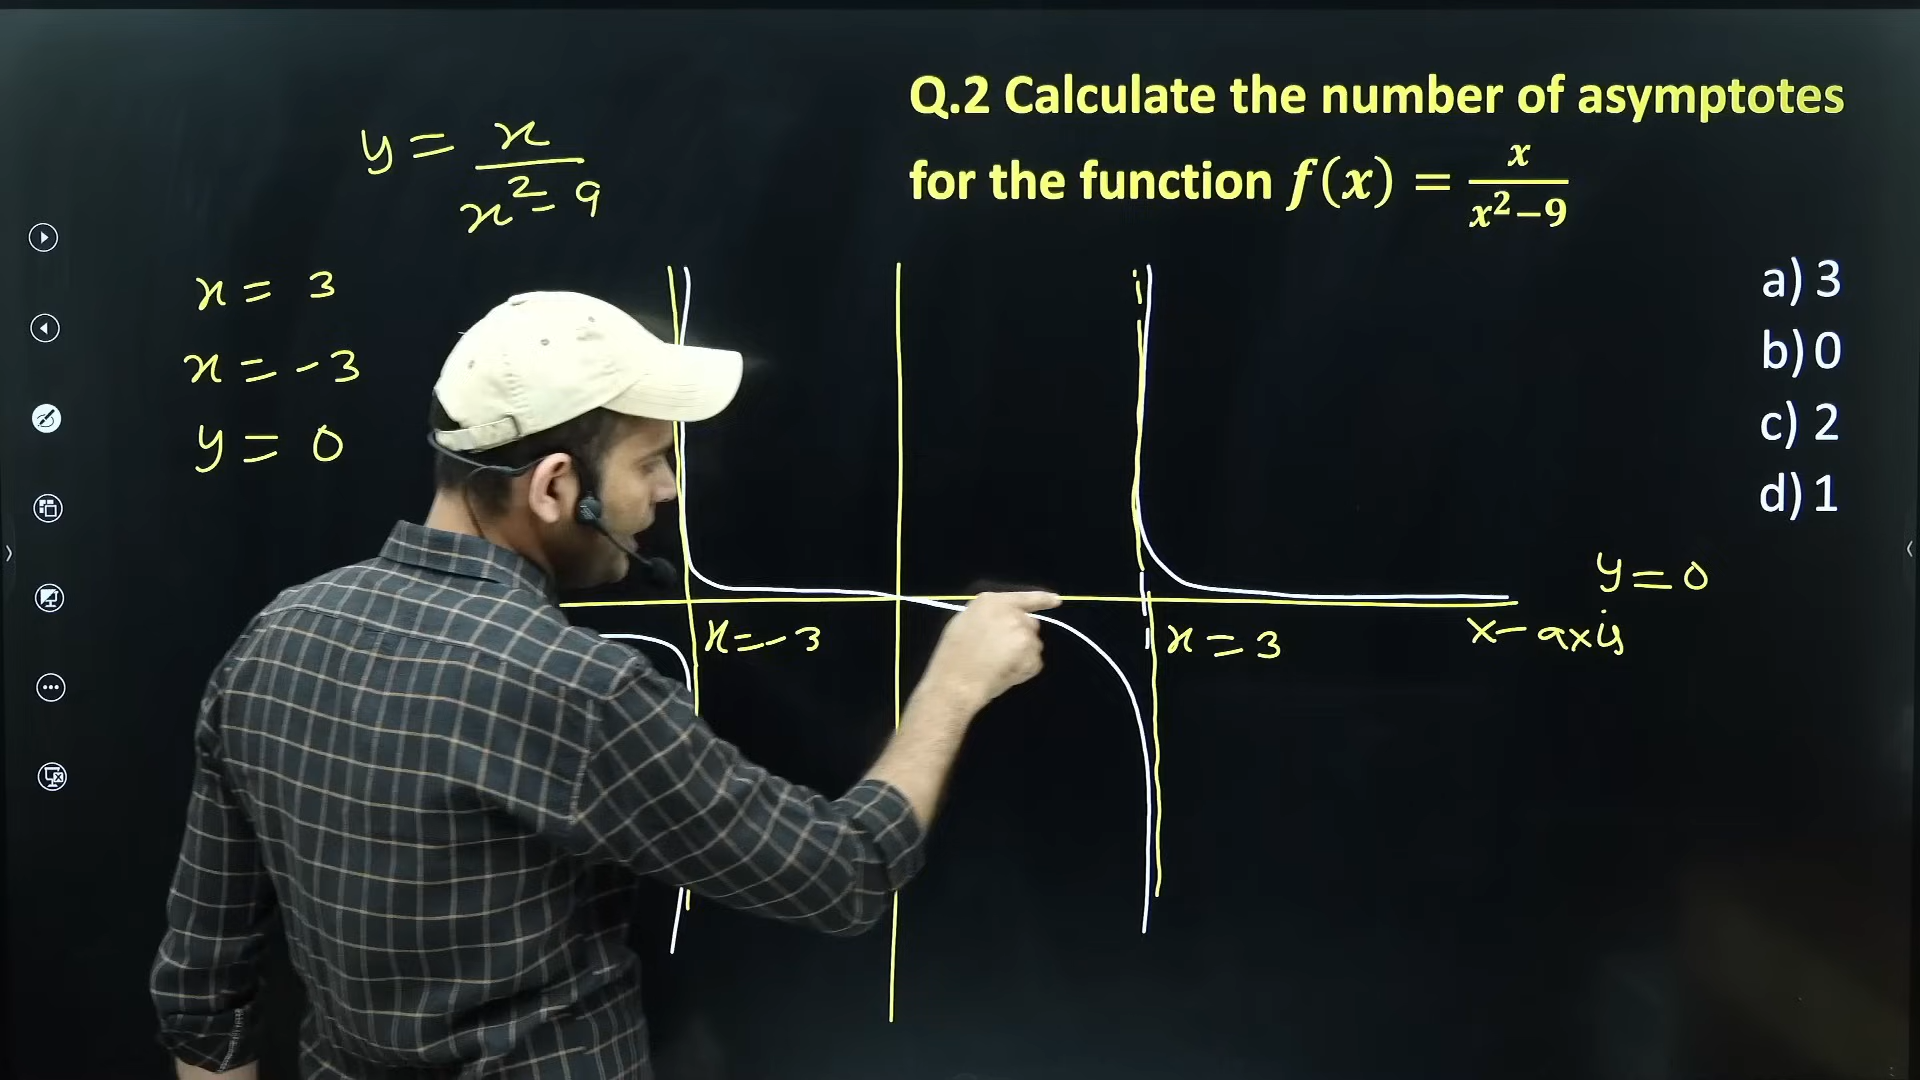 Q.2 Calculate the number of asymptotes
for the function f(x) = x/(x²−9)
y = x/(x²−9)
x = 3
x = -3
y = 0
a) 3
b) 0
c) 2
d) 1
y = 0
x = -3
x = 3
x-axis